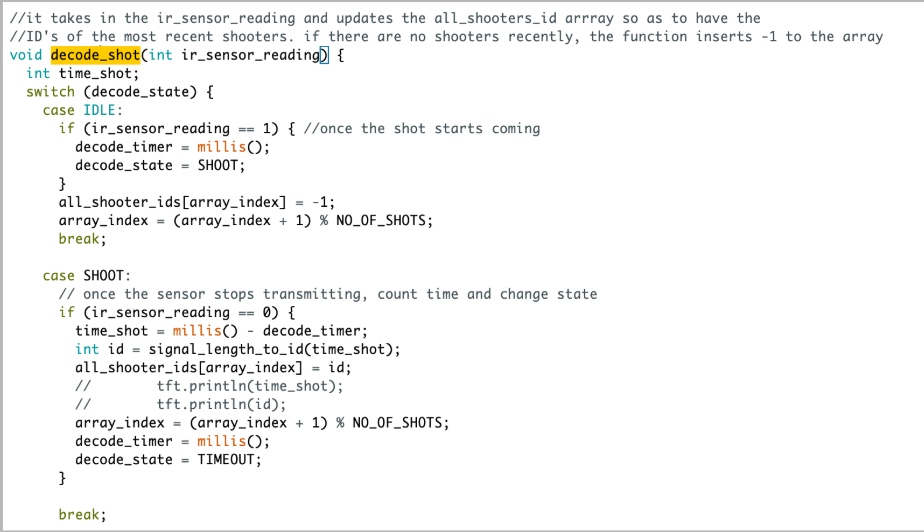 //it takes in the ir_sensor_reading and updates the all_shooters_id arrray so as to have the
//ID's of the most recent shooters. if there are no shooters recently, the function inserts -1 to the array
void decode_shot(int ir_sensor_reading) {
  int time_shot;
  switch (decode_state) {
    case IDLE:
      if (ir_sensor_reading == 1) { //once the shot starts coming
        decode_timer = millis();
        decode_state = SHOOT;
      }
      all_shooter_ids[array_index] = -1;
      array_index = (array_index + 1) % NO_OF_SHOTS;
      break;

    case SHOOT:
      // once the sensor stops transmitting, count time and change state
      if (ir_sensor_reading == 0) {
        time_shot = millis() - decode_timer;
        int id = signal_length_to_id(time_shot);
        all_shooter_ids[array_index] = id;
        //        tft.println(time_shot);
        //        tft.println(id);
        array_index = (array_index + 1) % NO_OF_SHOTS;
        decode_timer = millis();
        decode_state = TIMEOUT;
      }

      break;